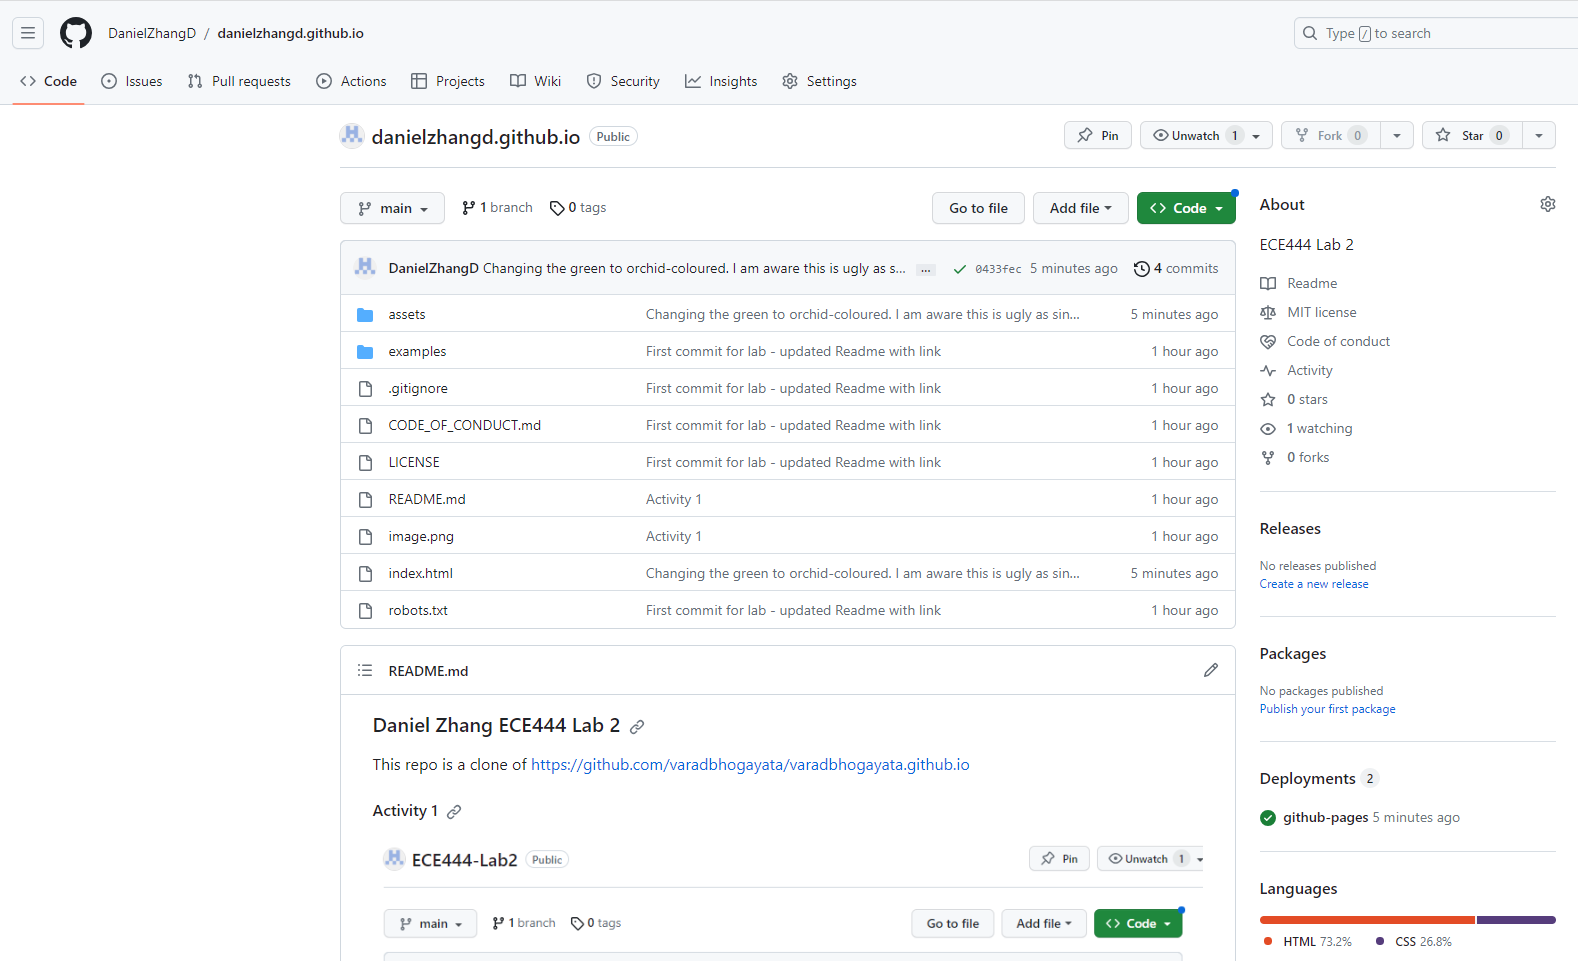 DanielZhangD / danielzhangd.github.io
Type / to search
Code Issues Pull requests Actions Projects Wiki Security Insights Settings
danielzhangd.github.io Public
Pin Unwatch 1 Fork 0 Star 0
main 1 branch 0 tags Go to file Add file Code
DanielZhangD Changing the green to orchid-coloured. I am aware this is ugly as s... ... 0433fec 5 minutes ago 4 commits
assets Changing the green to orchid-coloured. I am aware this is ugly as sin... 5 minutes ago
examples First commit for lab - updated Readme with link 1 hour ago
.gitignore First commit for lab - updated Readme with link 1 hour ago
CODE_OF_CONDUCT.md First commit for lab - updated Readme with link 1 hour ago
LICENSE First commit for lab - updated Readme with link 1 hour ago
README.md Activity 1 1 hour ago
image.png Activity 1 1 hour ago
index.html Changing the green to orchid-coloured. I am aware this is ugly as sin... 5 minutes ago
robots.txt First commit for lab - updated Readme with link 1 hour ago
README.md
Daniel Zhang ECE444 Lab 2
This repo is a clone of https://github.com/varadbhogayata/varadbhogayata.github.io
Activity 1
ECE444-Lab2 Public Pin Unwatch 1
main 1 branch 0 tags Go to file Add file Code
About
ECE444 Lab 2
Readme
MIT license
Code of conduct
Activity
0 stars
1 watching
0 forks
Releases
No releases published
Create a new release
Packages
No packages published
Publish your first package
Deployments 2
github-pages 5 minutes ago
Languages
HTML 73.2% CSS 26.8%